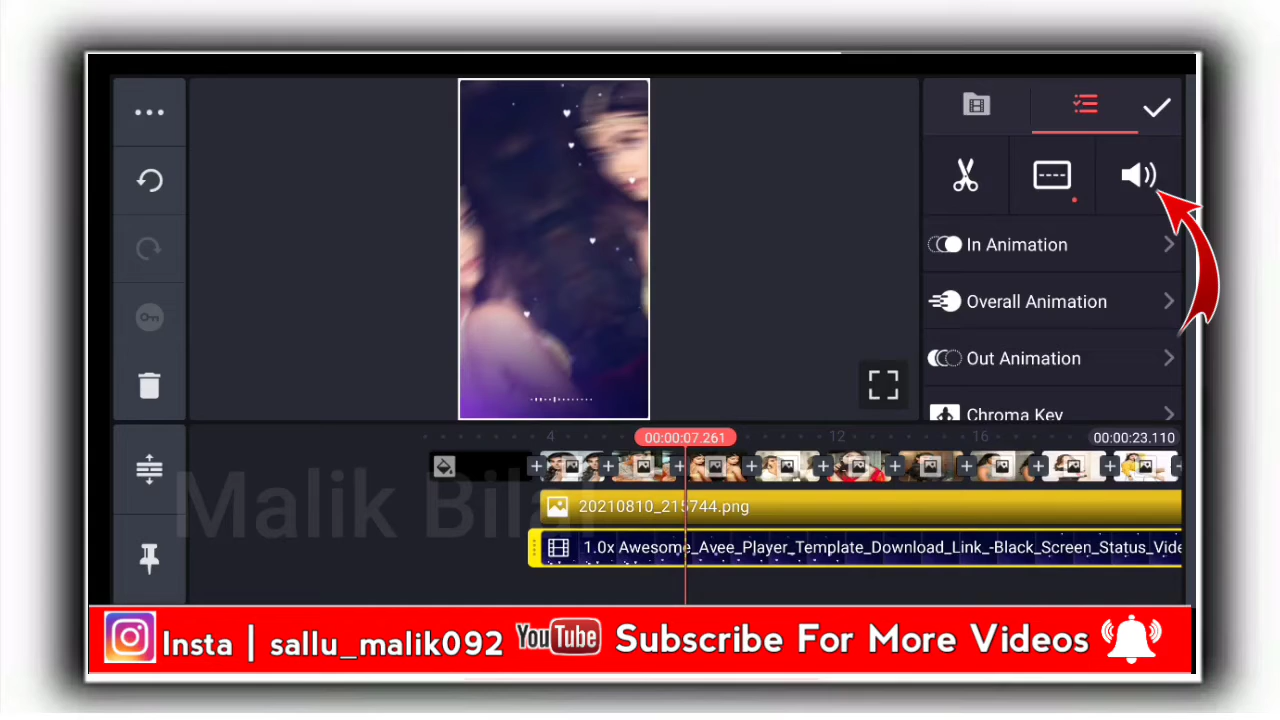 In Animation
Overall Animation
Out Animation
Chroma Key
4
00:00:07.261
12
16
00:00:23.110
20210810_215744.png
1.0x Awesome_Avee_Player_Template_Download_Link_-Black_Screen_Status_Vide
Malik Bilal
Insta | sallu_malik092 YouTube Subscribe For More Videos